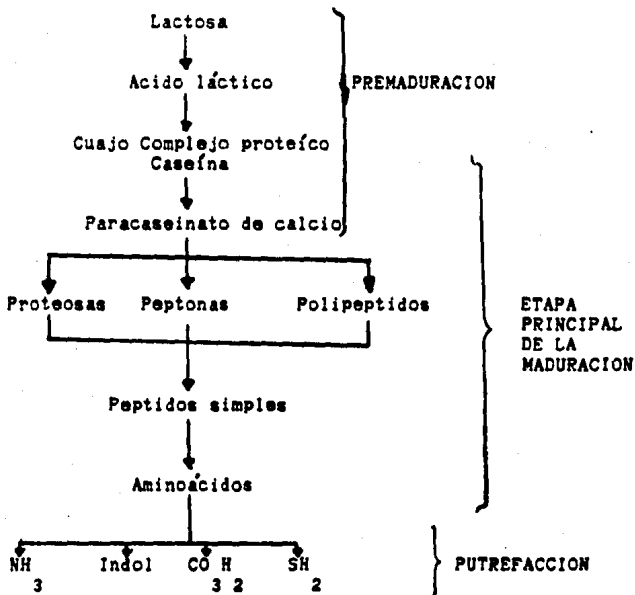 Lactosa
Acido láctico
PREMADURACION
Cuajo Complejo proteíco
Caseína
Paracaseinato de calcio
Proteosas Peptonas Polipeptidos
ETAPA
PRINCIPAL
DE LA
MADURACION
Peptidos simples
Aminoácidos
NH Indol CO H SH
3 3 2 2
PUTREFACCION